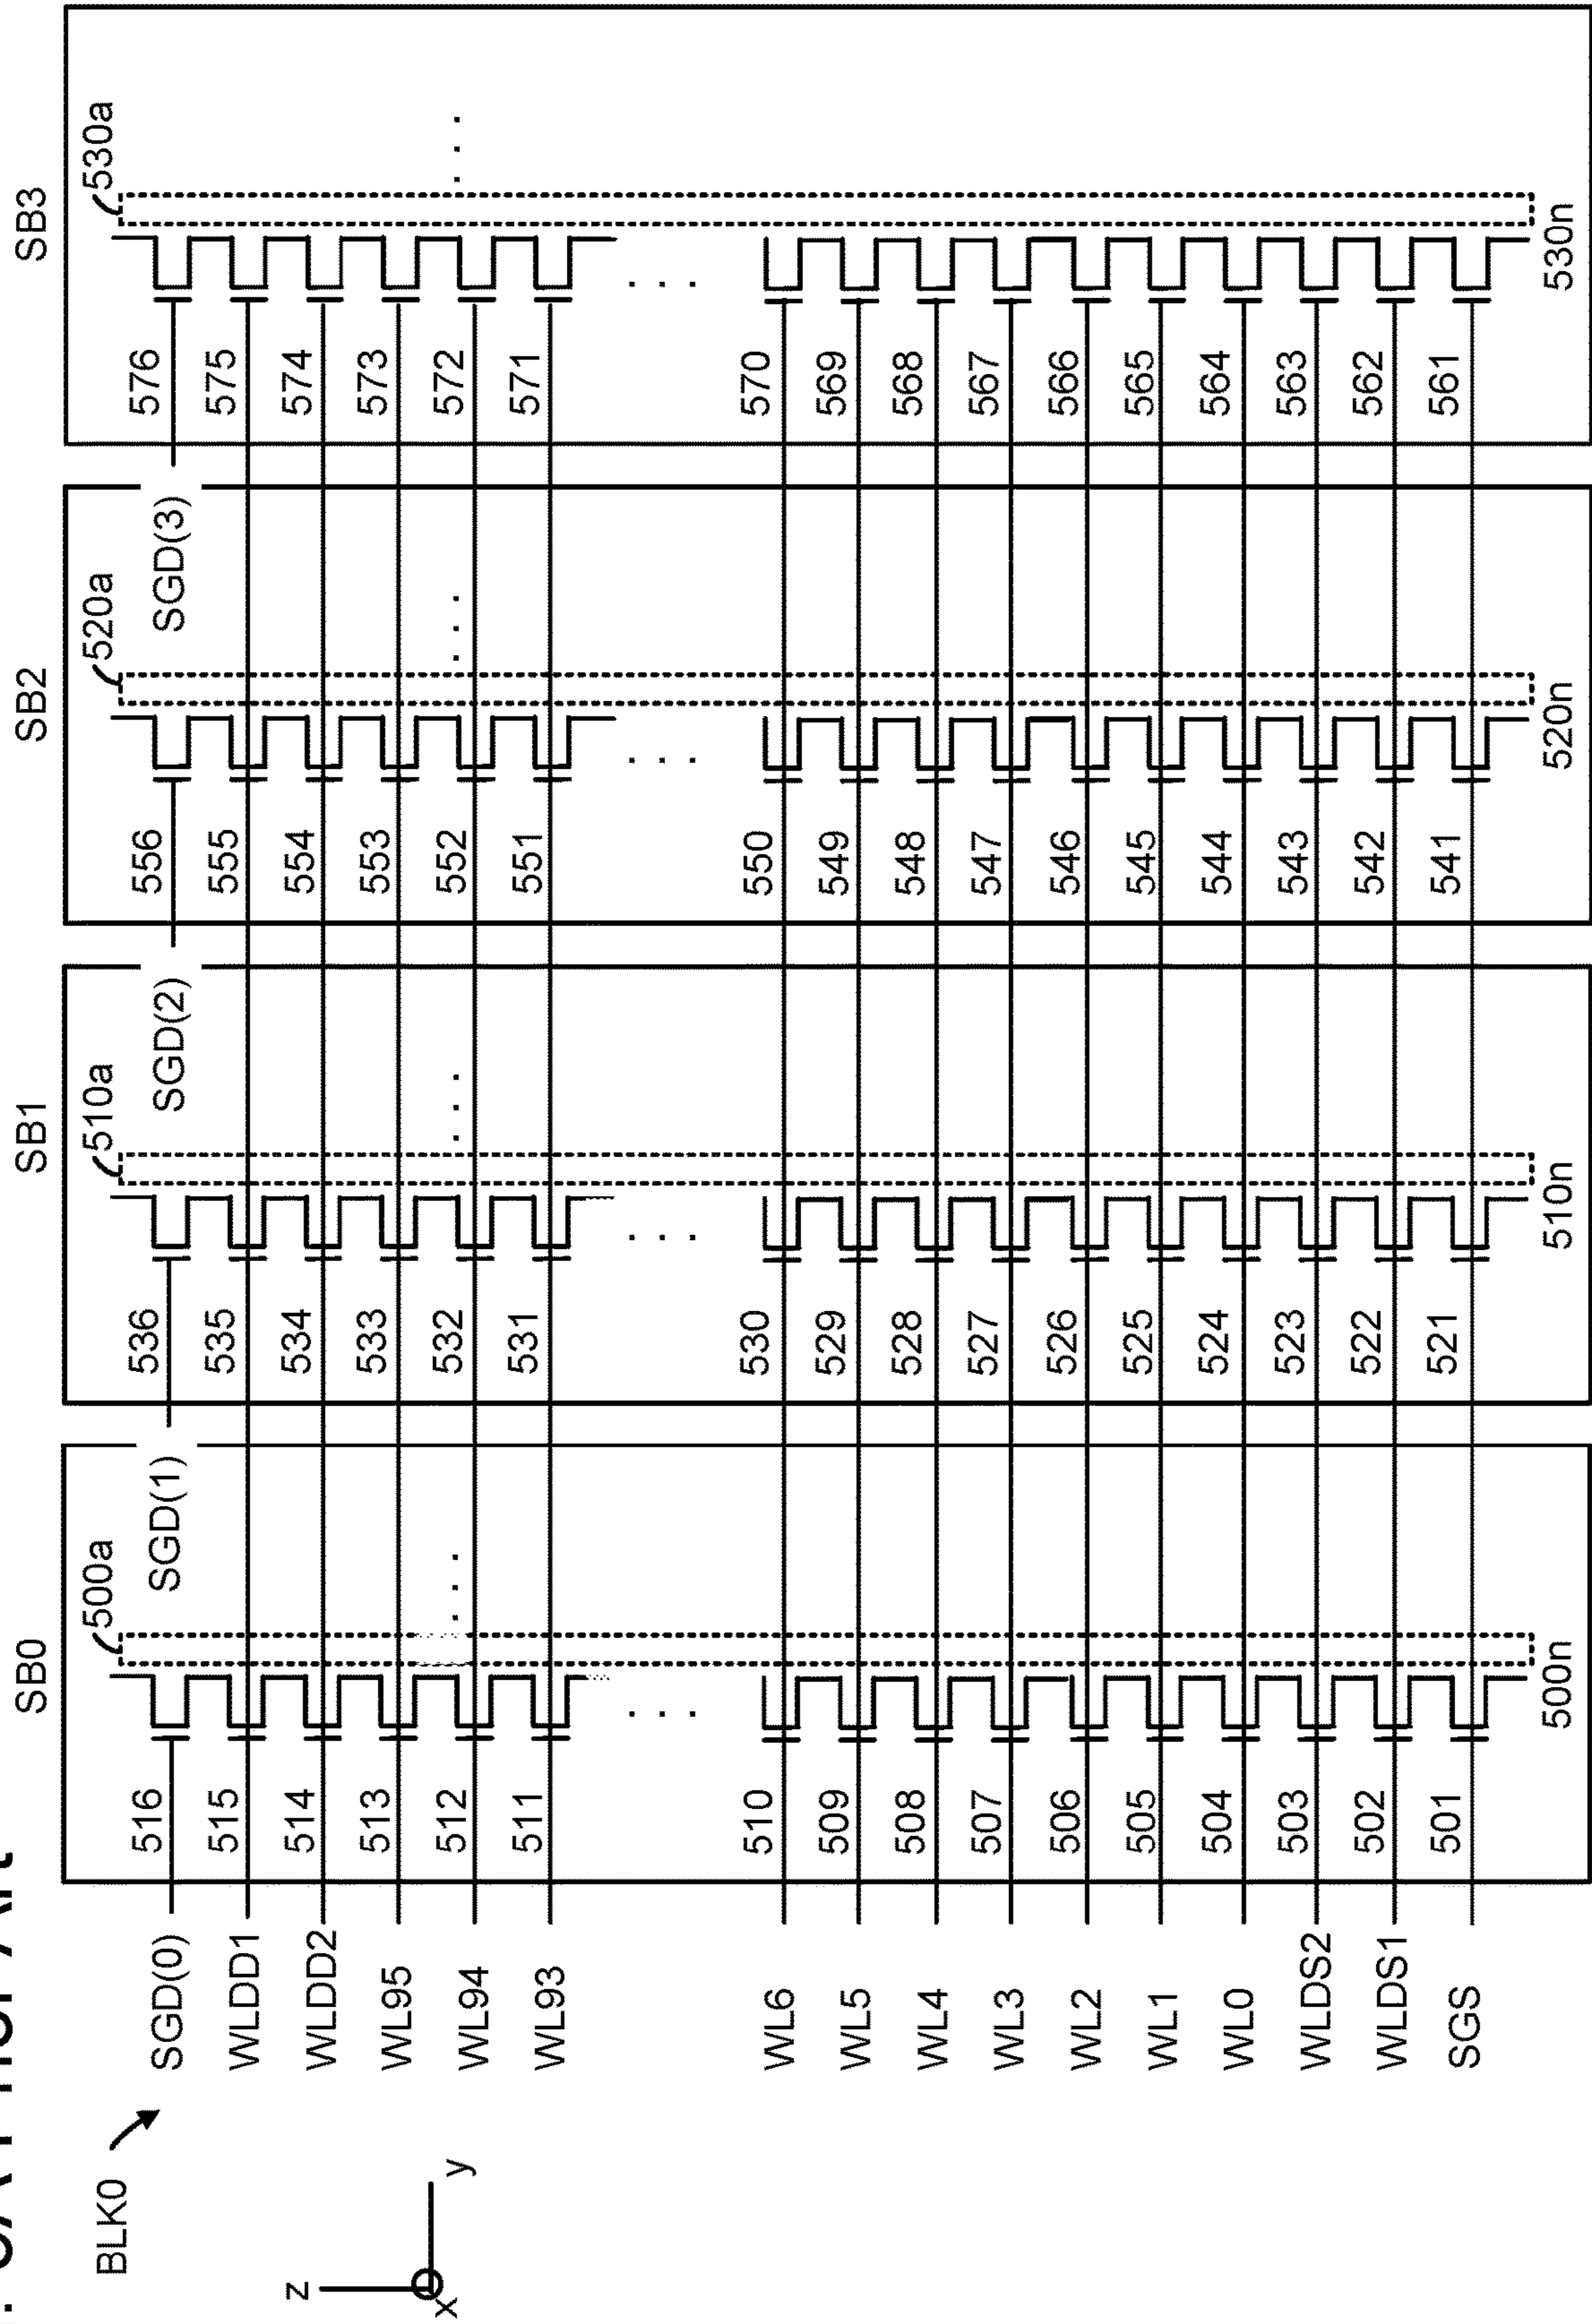 Prior Art
SB0 SB1 SB2 SB3
BLK0
500a 510a 520a 530a
SGD(0) 516 SGD(1) 536 SGD(2) 556 SGD(3) 576
WLDD1 515 535 555 575
WLDD2 514 534 554 574
WL95 513 533 553 573
WL94 512 532 552 572
WL93 511 531 551 571
z
y
x
WL6 510 530 550 570
WL5 509 529 549 569
WL4 508 528 548 568
WL3 507 527 547 567
WL2 506 526 546 566
WL1 505 525 545 565
WL0 504 524 544 564
WLDS2 503 523 543 563
WLDS1 502 522 542 562
SGS 501 521 541 561
500n 510n 520n 530n